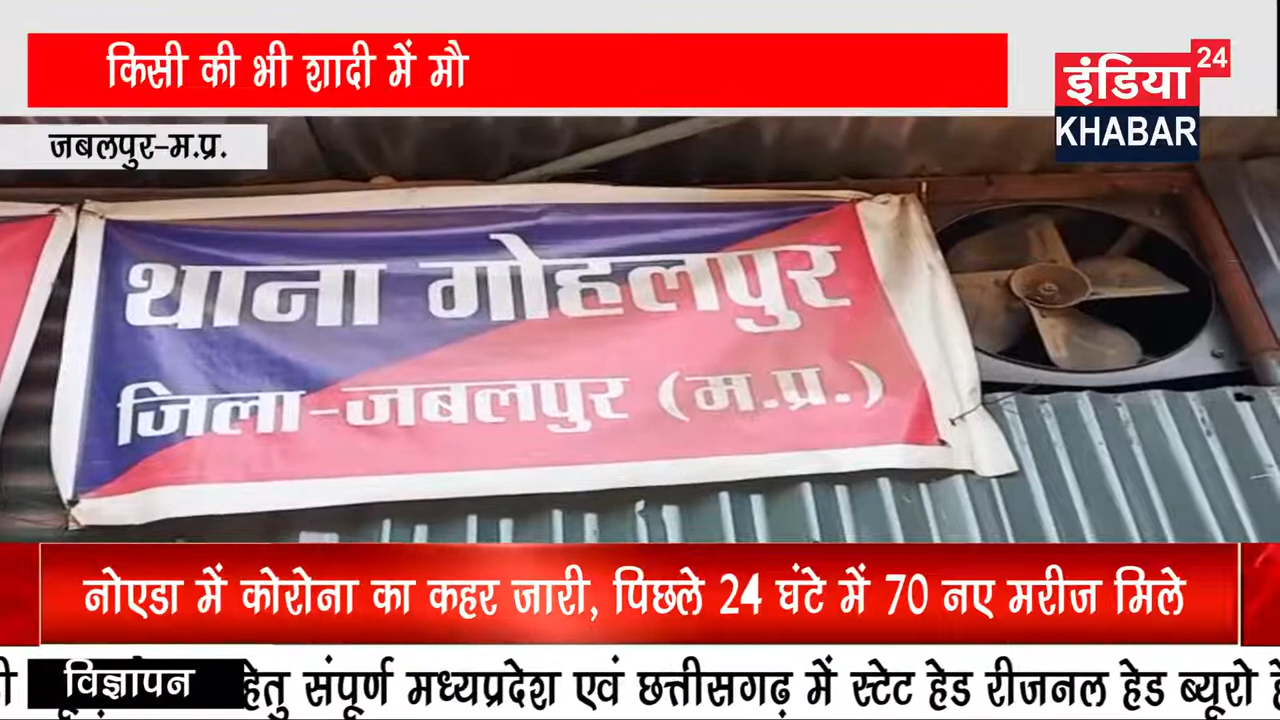 किसी की भी शादी में मौ
इंडिया 24
KHABAR
जबलपुर-म.प्र.
थाना गोहलपुर
जिला-जबलपुर (म.प्र.)
नोएडा में कोरोना का कहर जारी, पिछले 24 घंटे में 70 नए मरीज मिले
विज्ञापन
हेतु संपूर्ण मध्यप्रदेश एवं छत्तीसगढ़ में स्टेट हेड रीजनल हेड ब्यूरो